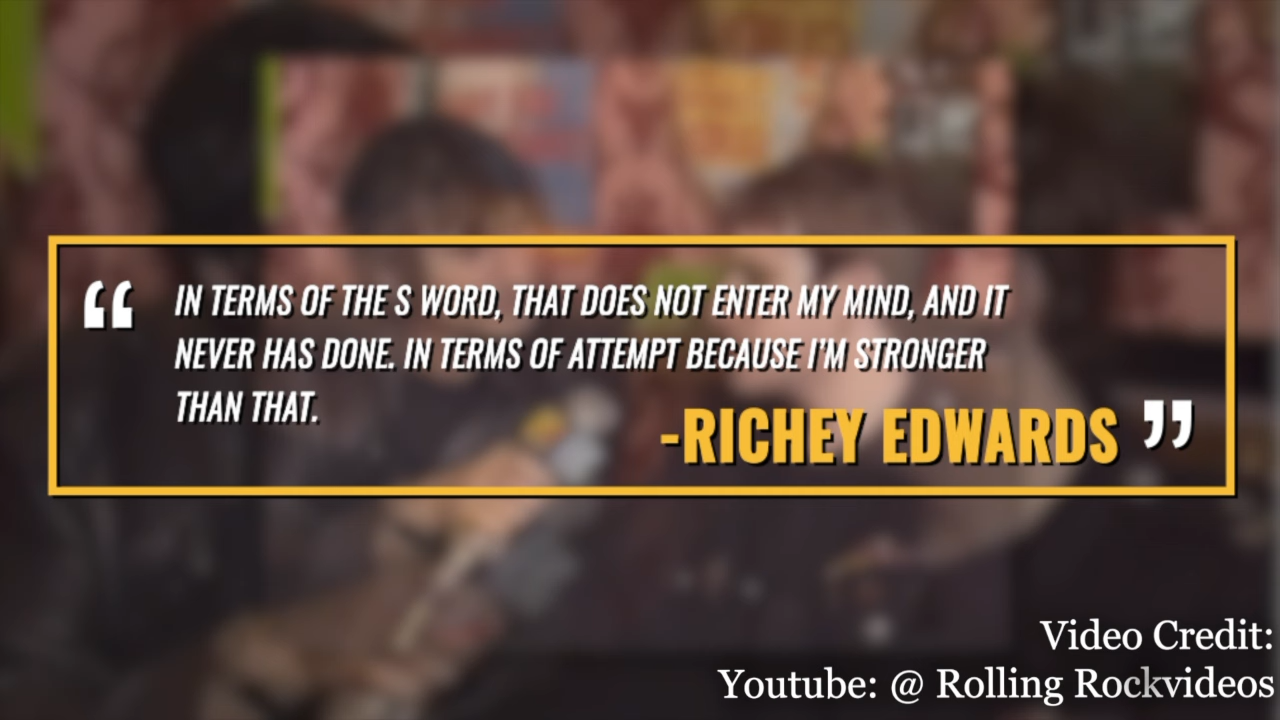 “ IN TERMS OF THE S WORD, THAT DOES NOT ENTER MY MIND, AND IT
NEVER HAS DONE. IN TERMS OF ATTEMPT BECAUSE I'M STRONGER
THAN THAT.
-RICHEY EDWARDS ”
Video Credit:
Youtube: @ Rolling Rockvideos